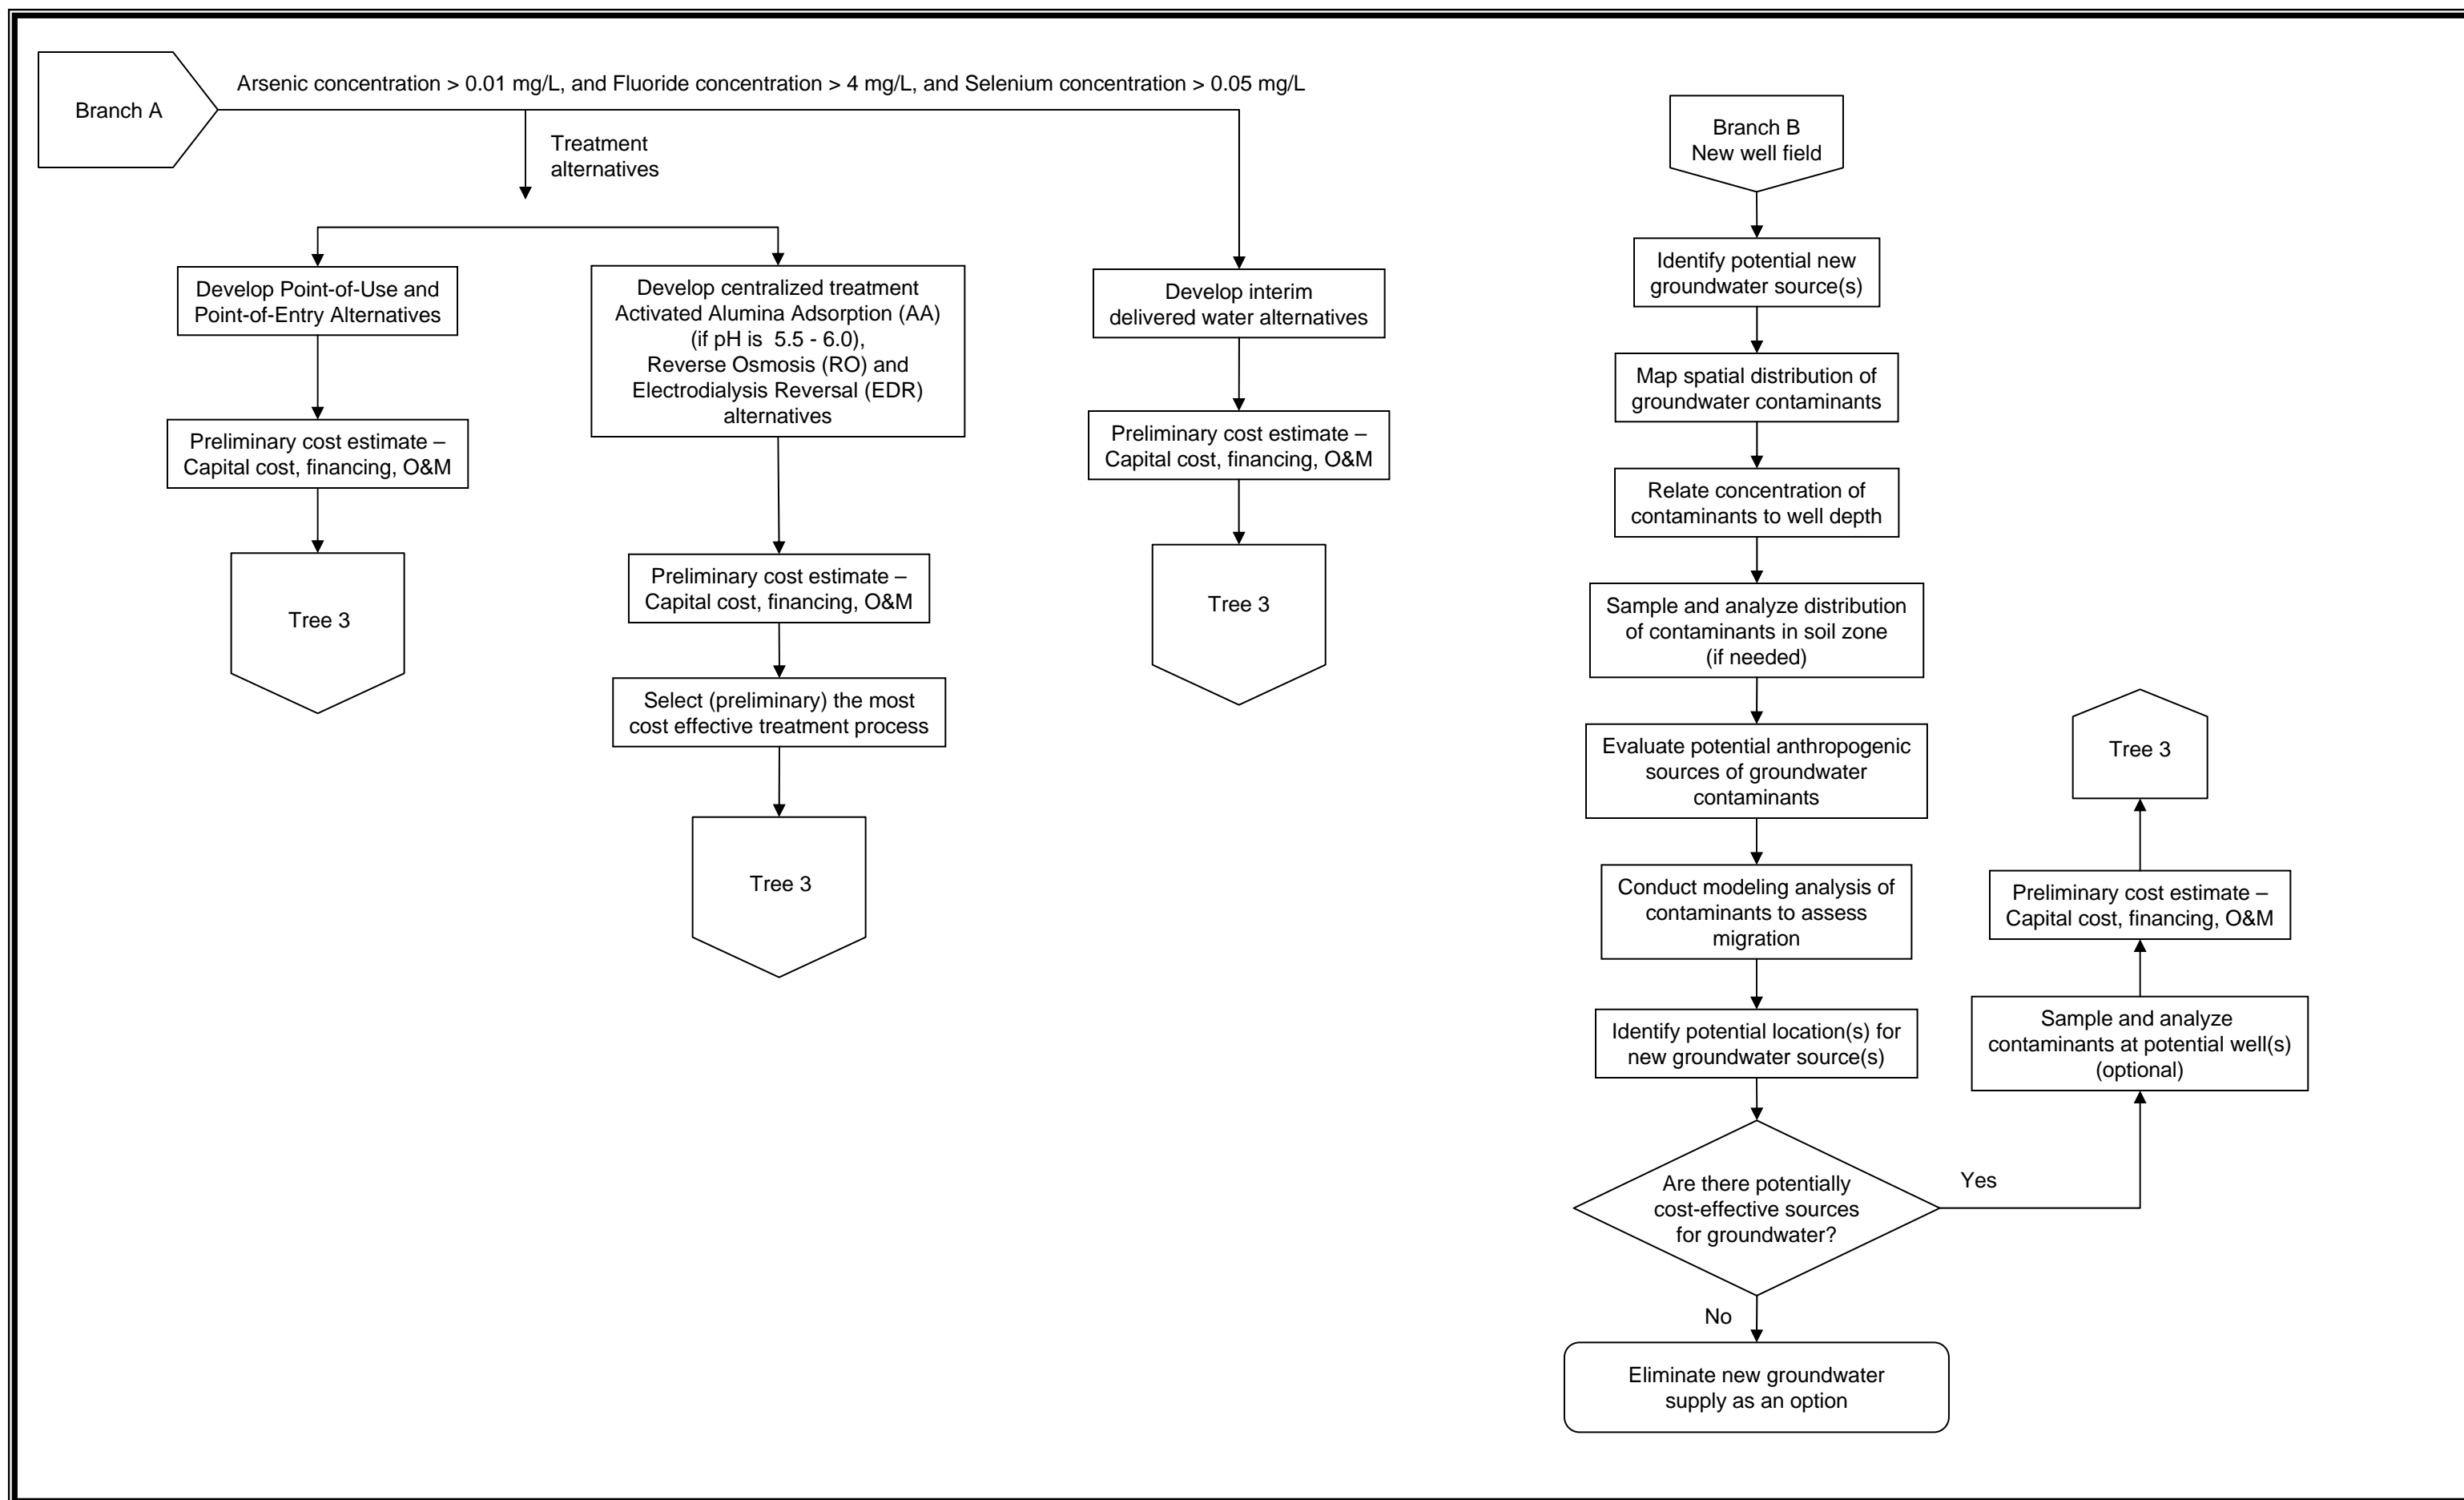 Branch A
Arsenic concentration > 0.01 mg/L, and Fluoride concentration > 4 mg/L, and Selenium concentration > 0.05 mg/L
Treatment
alternatives
Develop Point-of-Use and
Point-of-Entry Alternatives
Preliminary cost estimate –
Capital cost, financing, O&M
Tree 3
Develop centralized treatment
Activated Alumina Adsorption (AA)
(if pH is 5.5 - 6.0),
Reverse Osmosis (RO) and
Electrodialysis Reversal (EDR)
alternatives
Preliminary cost estimate –
Capital cost, financing, O&M
Select (preliminary) the most
cost effective treatment process
Tree 3
Develop interim
delivered water alternatives
Preliminary cost estimate –
Capital cost, financing, O&M
Tree 3
Branch B
New well field
Identify potential new
groundwater source(s)
Map spatial distribution of
groundwater contaminants
Relate concentration of
contaminants to well depth
Sample and analyze distribution
of contaminants in soil zone
(if needed)
Evaluate potential anthropogenic
sources of groundwater
contaminants
Conduct modeling analysis of
contaminants to assess
migration
Identify potential location(s) for
new groundwater source(s)
Are there potentially
cost-effective sources
for groundwater?
Yes
Sample and analyze
contaminants at potential well(s)
(optional)
Preliminary cost estimate –
Capital cost, financing, O&M
Tree 3
No
Eliminate new groundwater
supply as an option